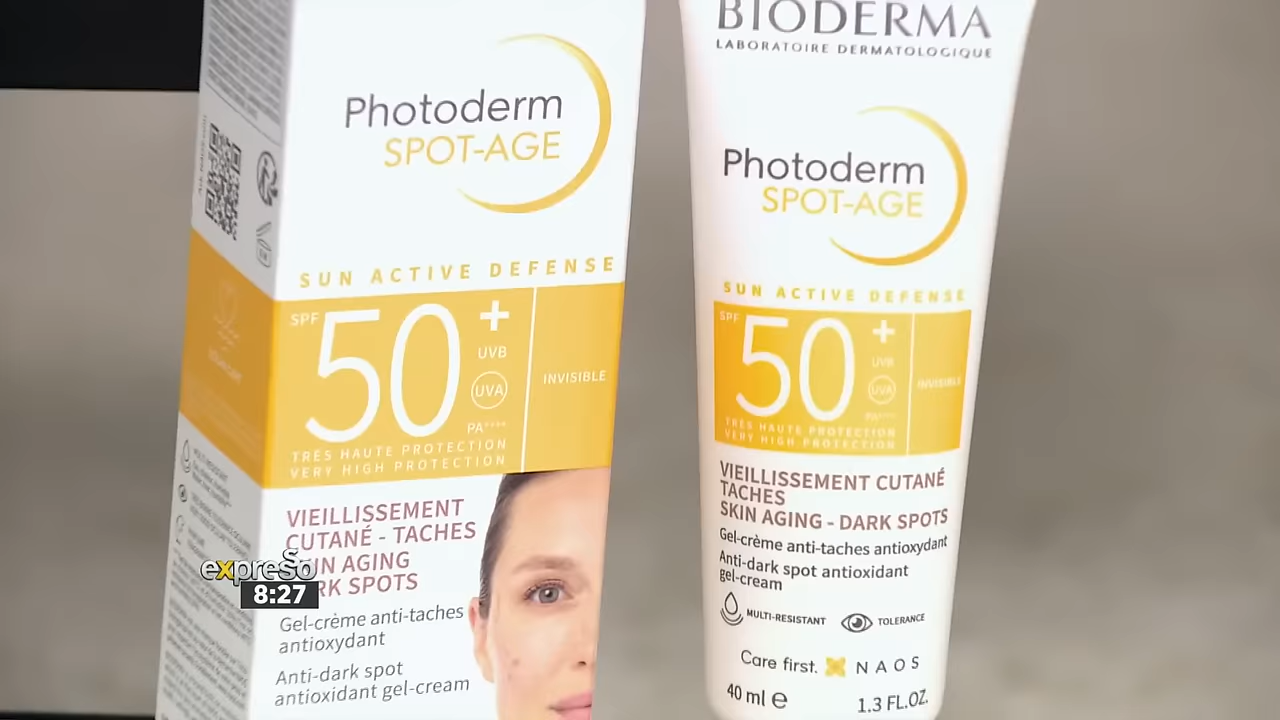 Photoderm
SPOT-AGE
SUN ACTIVE DEFENSE
SPF
50+
UVB
UVA
PA++++
INVISIBLE
TRÈS HAUTE PROTECTION
VERY HIGH PROTECTION
VIEILLISSEMENT
CUTANÉ - TACHES
AGING
SPOTS
Gel-crème anti-taches
antioxydant
Anti-dark spot
antioxidant gel-cream
BIODERMA
LABORATOIRE DERMATOLOGIQUE
Photoderm
SPOT-AGE
SUN ACTIVE DEFENSE
SPF
50+
UVB
UVA
PA++++
INVISIBLE
TRÈS HAUTE PROTECTION
VERY HIGH PROTECTION
VIEILLISSEMENT CUTANÉ
TACHES
SKIN AGING - DARK SPOTS
Gel-crème anti-taches antioxydant
Anti-dark spot antioxidant
gel-cream
MULTI-RESISTANT
TOLERANCE
Care first. NAOS
40 ml e 1.3 FL.OZ.
expresso
8:27